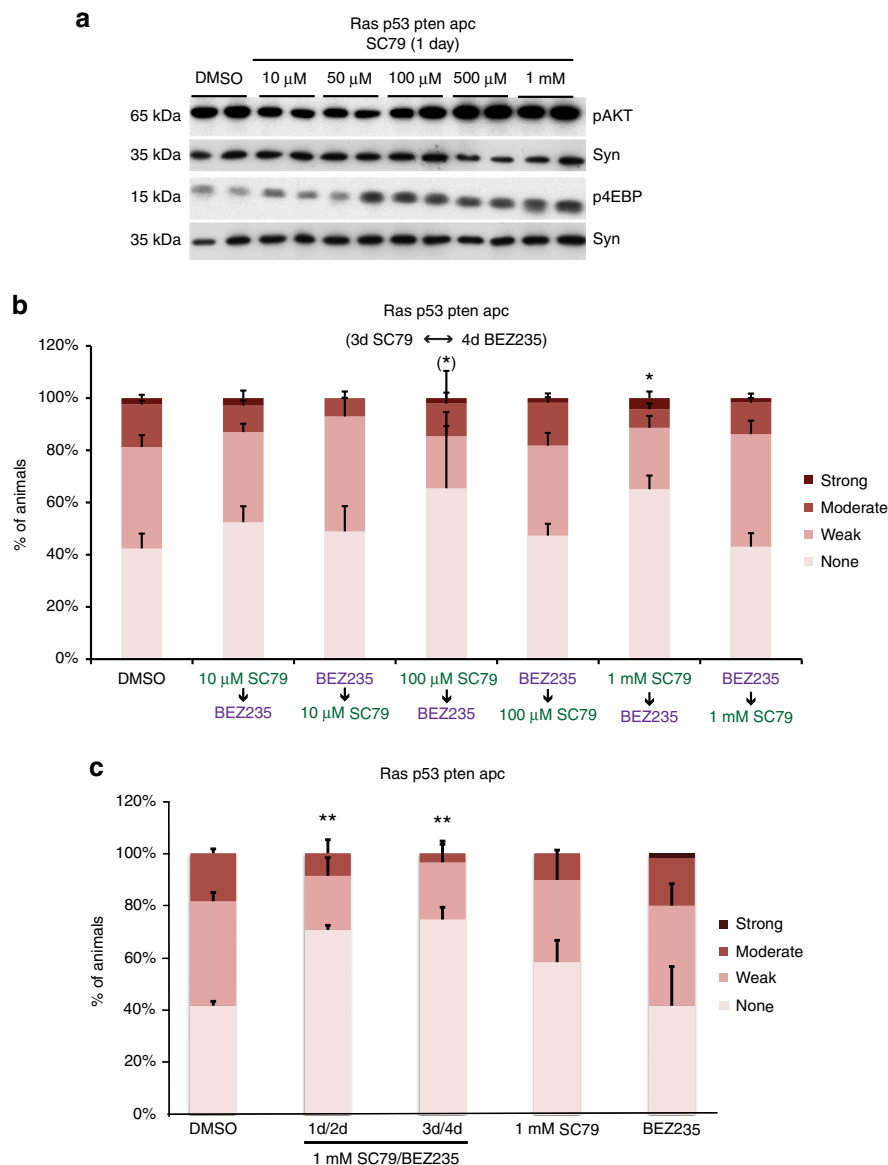 a
Ras p53 pten apc
SC79 (1 day)
DMSO 10 μM 50 μM 100 μM 500 μM 1 mM
65 kDa pAKT
35 kDa Syn
15 kDa p4EBP
35 kDa Syn
b
Ras p53 pten apc
(3d SC79 ⟷ 4d BEZ235)
(*)
*
120%
100%
80%
60%
40%
20%
0%
% of animals
Strong
Moderate
Weak
None
DMSO 10 μM SC79 BEZ235 100 μM SC79 BEZ235 1 mM SC79 BEZ235
↓ ↓ ↓ ↓ ↓ ↓
BEZ235 10 μM SC79 BEZ235 100 μM SC79 BEZ235 1 mM SC79
c
Ras p53 pten apc
120%
100%
80%
60%
40%
20%
0%
% of animals
** **
Strong
Moderate
Weak
None
DMSO 1d/2d 3d/4d 1 mM SC79 BEZ235
1 mM SC79/BEZ235